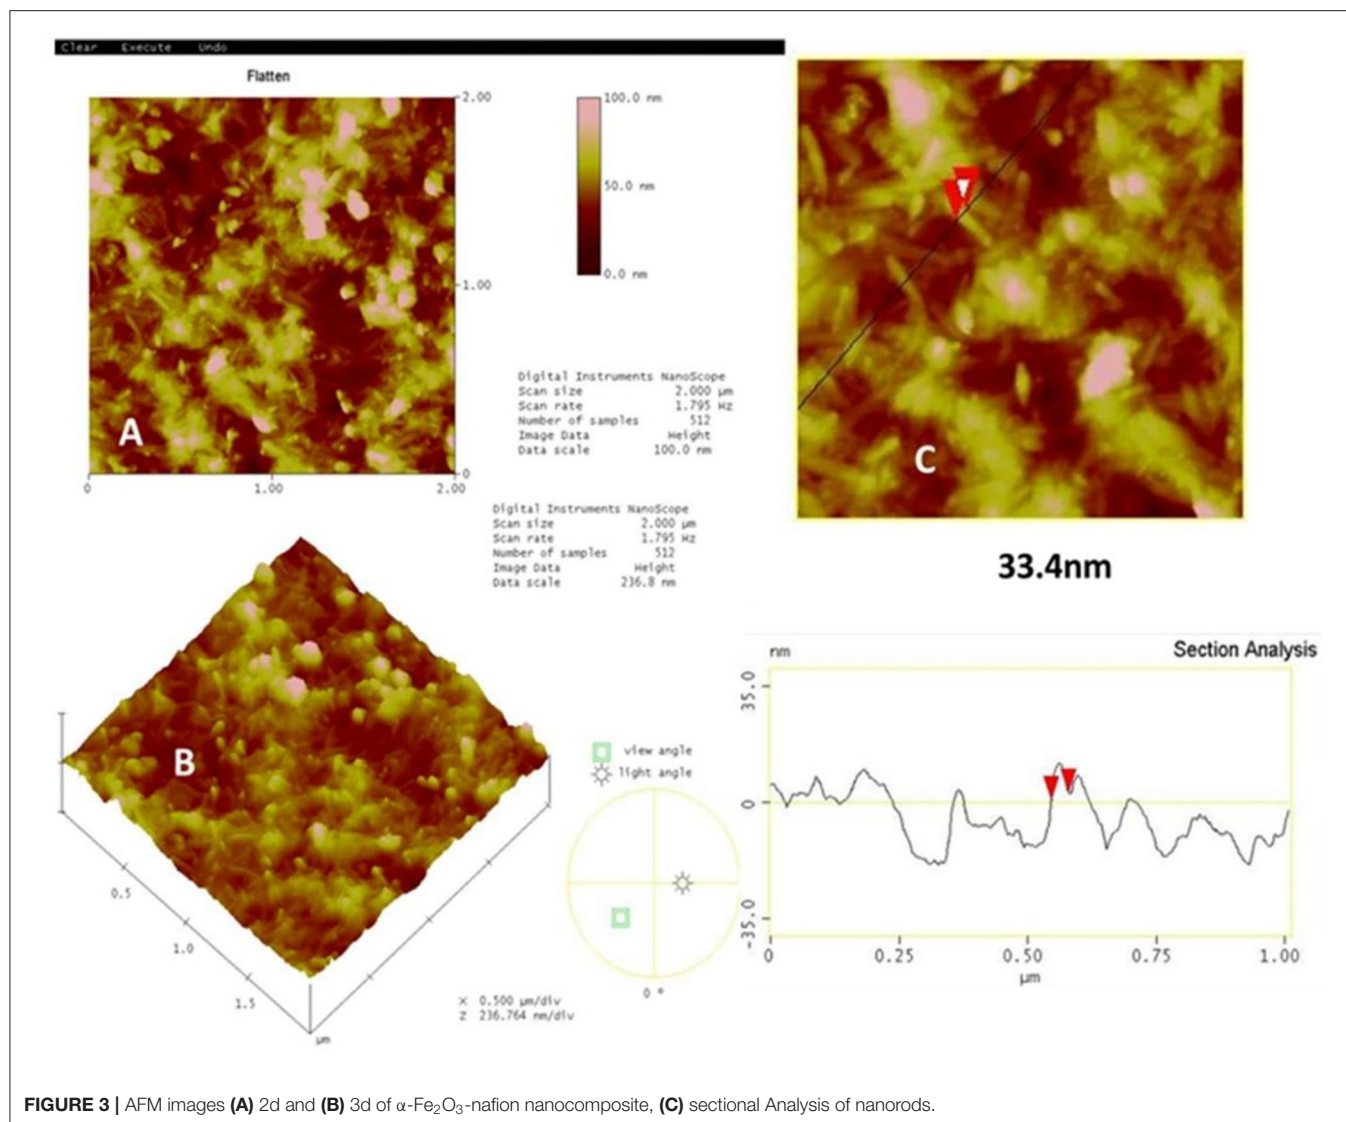 Clear Execute Undo
Flatten
2.00
1.00
0
0 1.00 2.00
A
100.0 nm
50.0 nm
0.0 nm
Digital Instruments NanoScope
Scan size 2.000 µm
Scan rate 1.795 Hz
Number of samples 512
Image Data Height
Data scale 100.0 nm
Digital Instruments NanoScope
Scan size 2.000 µm
Scan rate 1.795 Hz
Number of samples 512
Image Data Height
Data scale 236.8 nm
B
0.5
1.0
1.5
µm
view angle
light angle
0 °
X 0.500 µm/div
Z 236.764 nm/div
C
33.4nm
Section Analysis
nm
35.0
0
-35.0
0 0.25 0.50 0.75 1.00
µm
FIGURE 3 | AFM images (A) 2d and (B) 3d of α-Fe₂O₃-nafion nanocomposite, (C) sectional Analysis of nanorods.